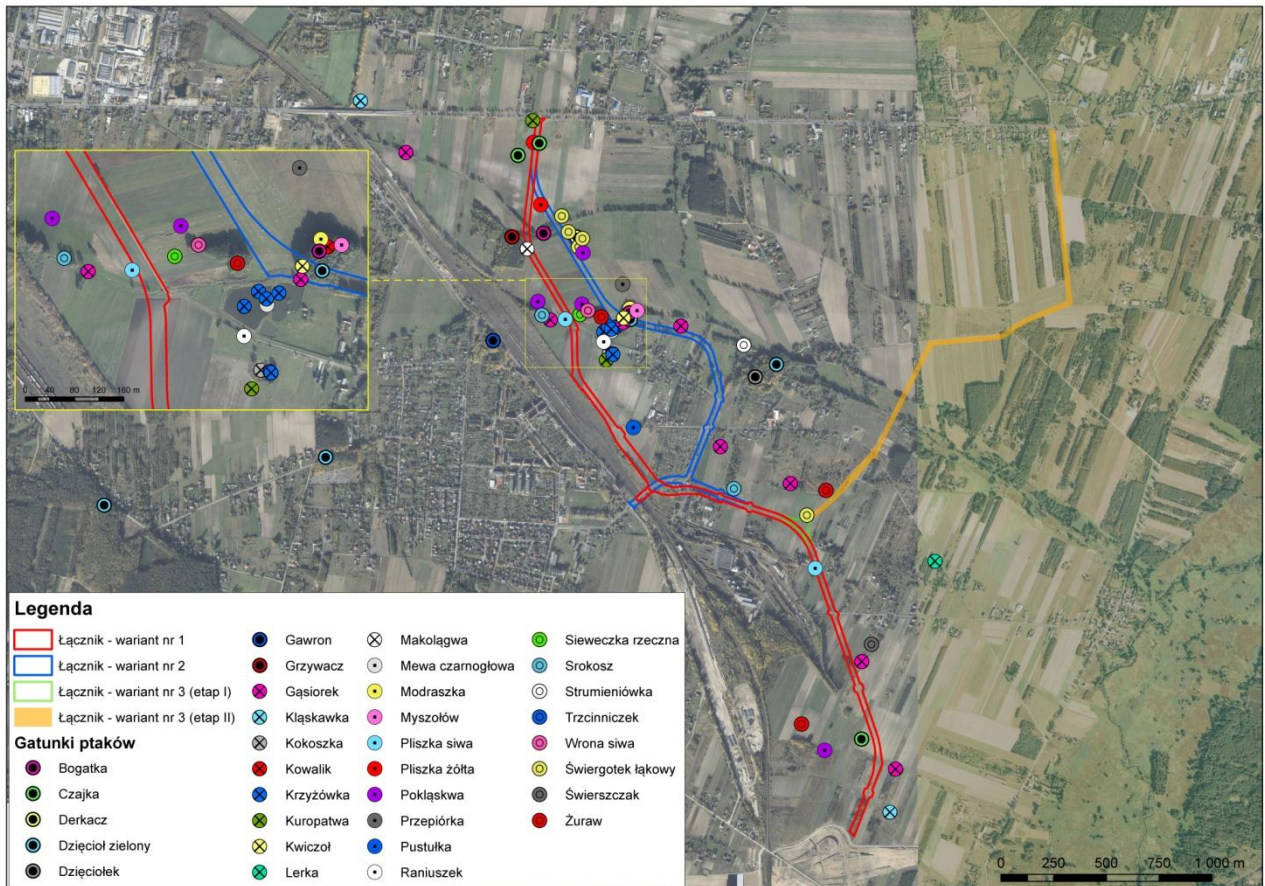 0 40 80 120 160 m
Legenda
Łącznik - wariant nr 1
Łącznik - wariant nr 2
Łącznik - wariant nr 3 (etap I)
Łącznik - wariant nr 3 (etap II)
Gatunki ptaków
Bogatka
Czajka
Derkacz
Dzięcioł zielony
Dzięciołek
Gawron
Grzywacz
Gąsiorek
Kląskawka
Kokoszka
Kowalik
Krzyżówka
Kuropatwa
Kwiczoł
Lerka
Makolągwa
Mewa czarnogłowa
Modraszka
Myszołów
Pliszka siwa
Pliszka żółta
Pokląskwa
Przepiórka
Pustułka
Raniuszek
Sieweczka rzeczna
Srokosz
Strumieniówka
Trzcinniczek
Wrona siwa
Świergotek łąkowy
Świerszczak
Żuraw
0 250 500 750 1 000 m